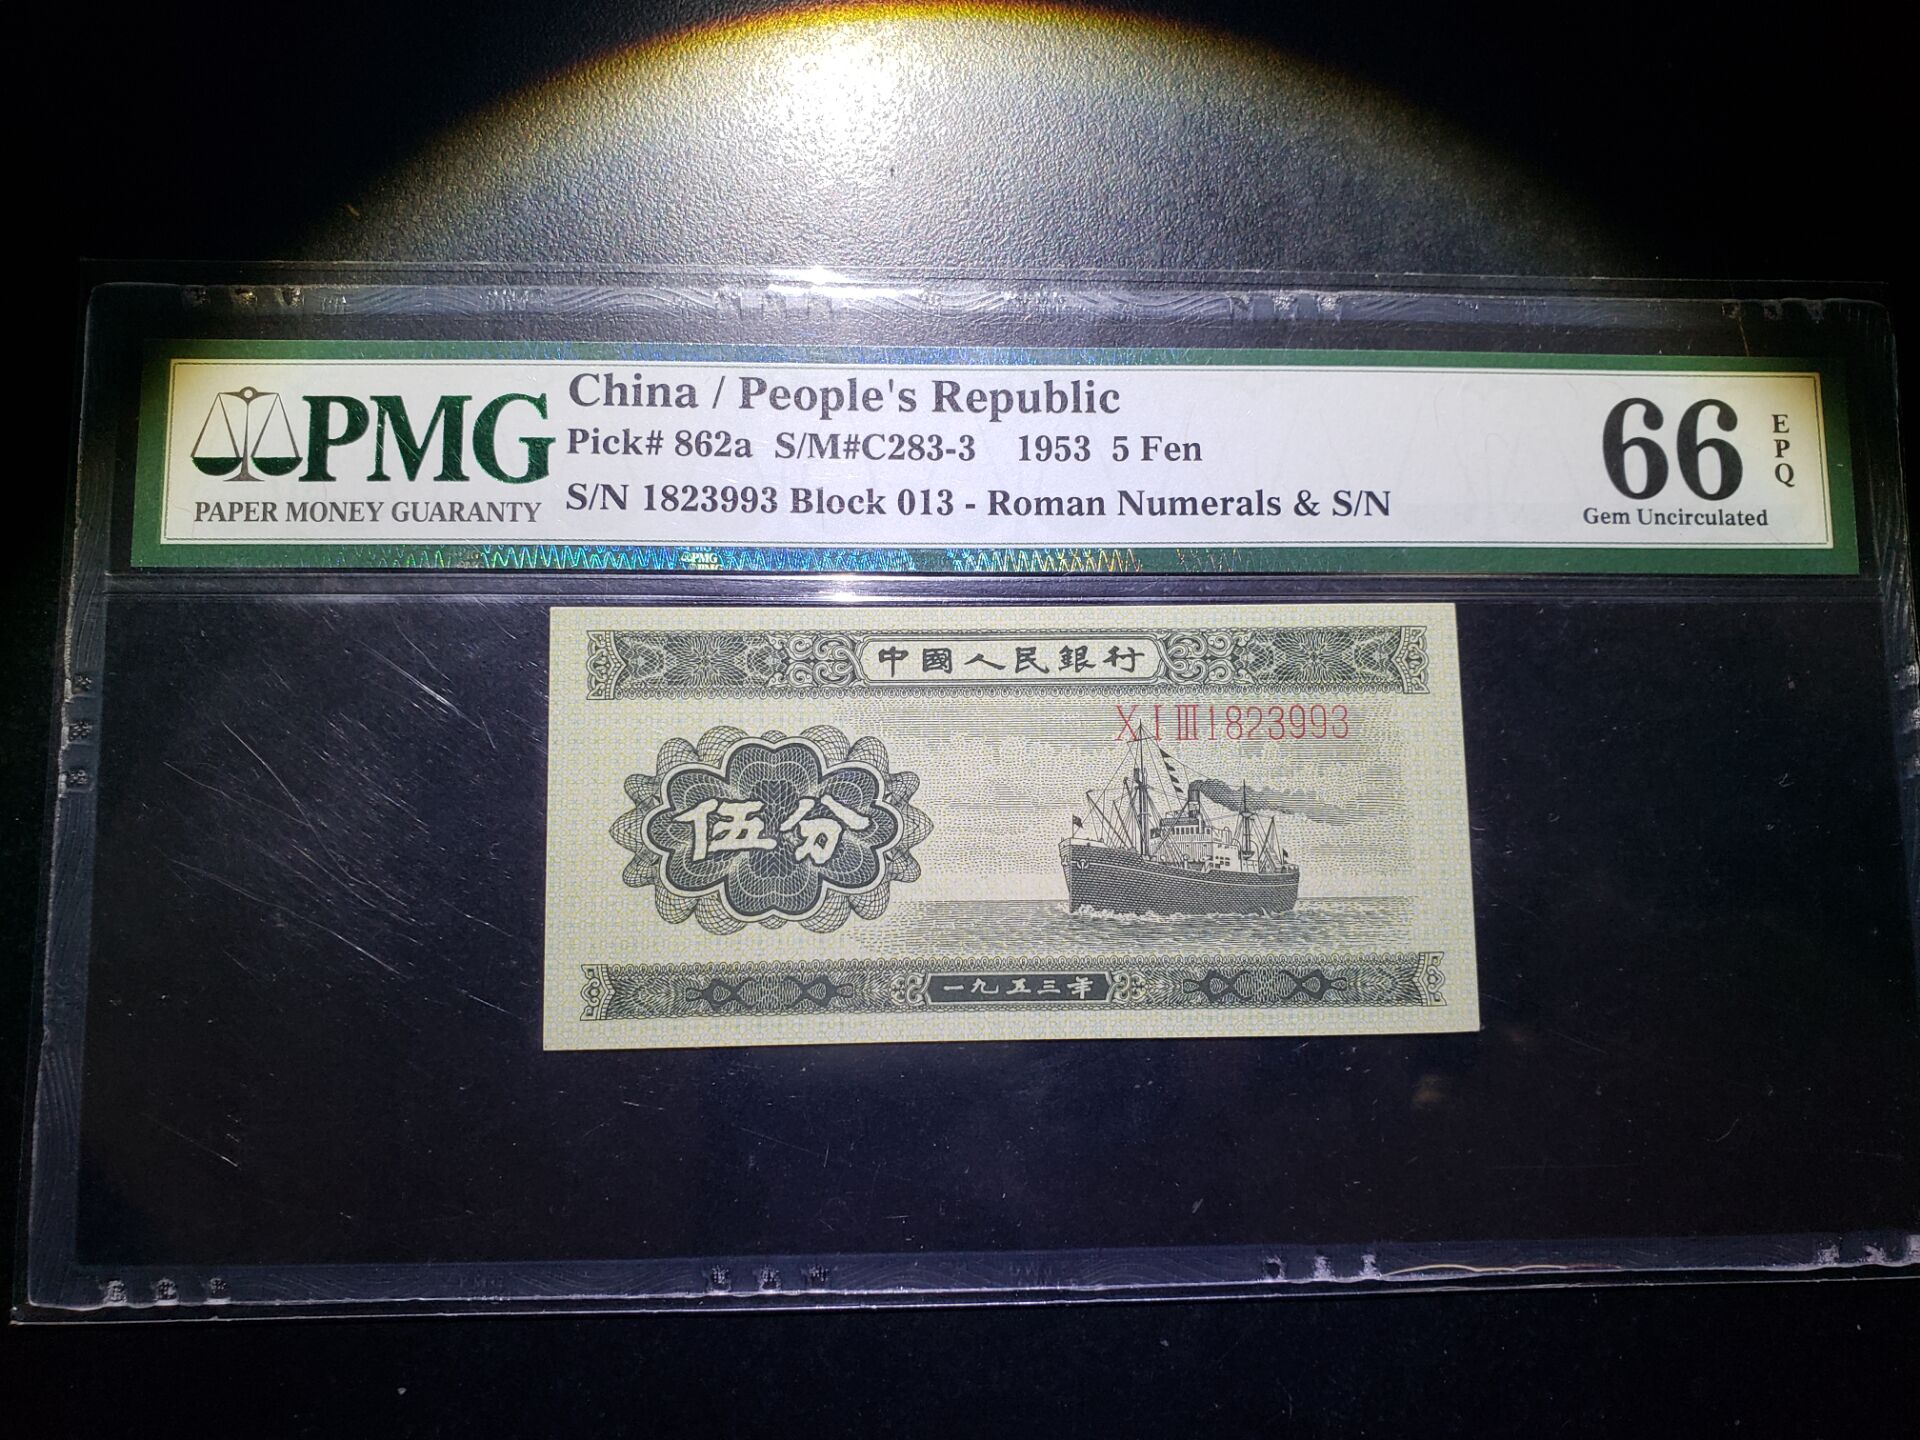 PMG
PAPER MONEY GUARANTY
China / People's Republic
Pick# 862a S/M#C283-3 1953 5 Fen
S/N 1823993 Block 013 - Roman Numerals & S/N
66
EPQ
Gem Uncirculated
PMG
中國人民銀行
X I III 1823993
伍分
一九五三年